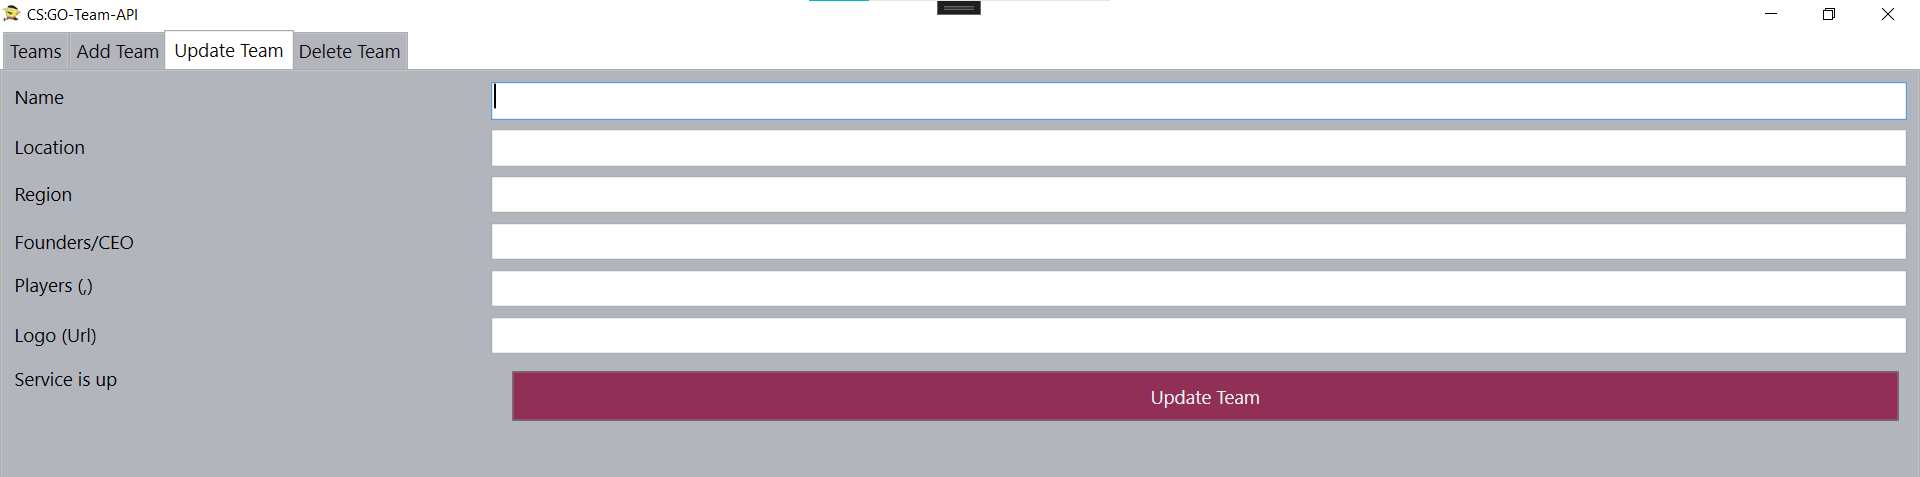 CS:GO-Team-API
Teams Add Team Update Team Delete Team
Name
Location
Region
Founders/CEO
Players (,)
Logo (Url)
Service is up
Update Team